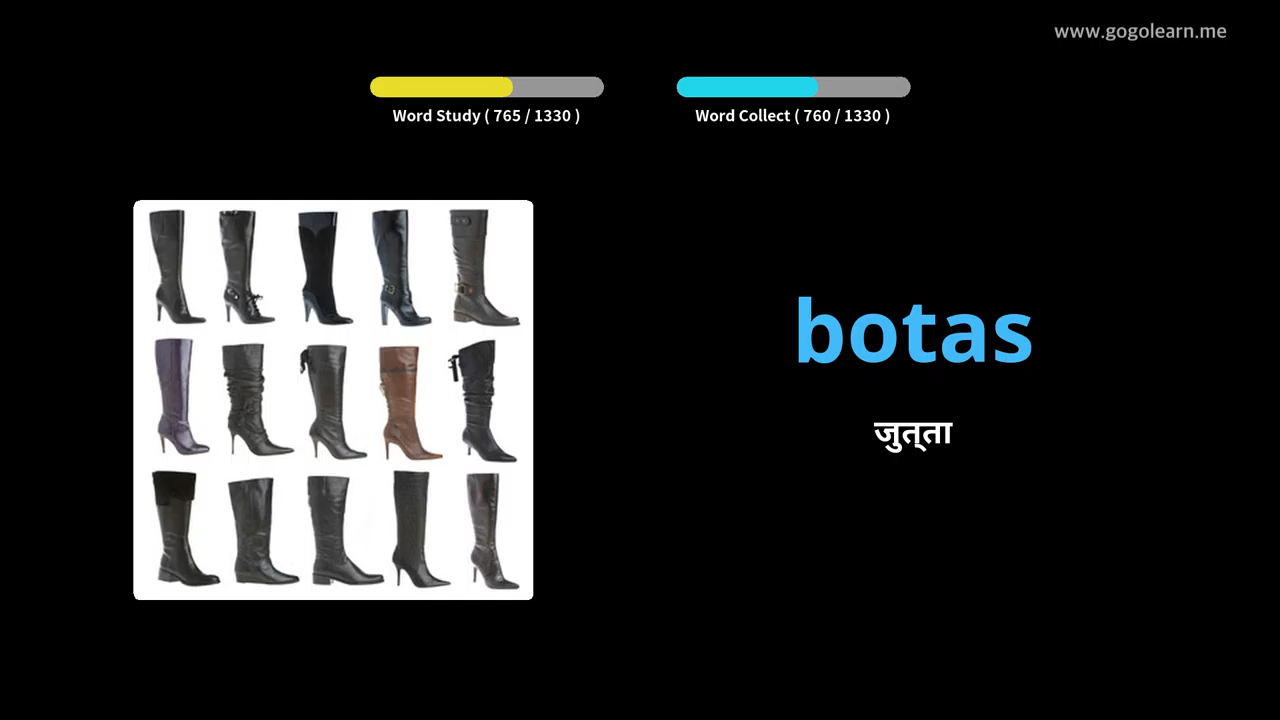 www.gogolearn.me
Word Study ( 765 / 1330 )
Word Collect ( 760 / 1330 )
botas
जुत्ता